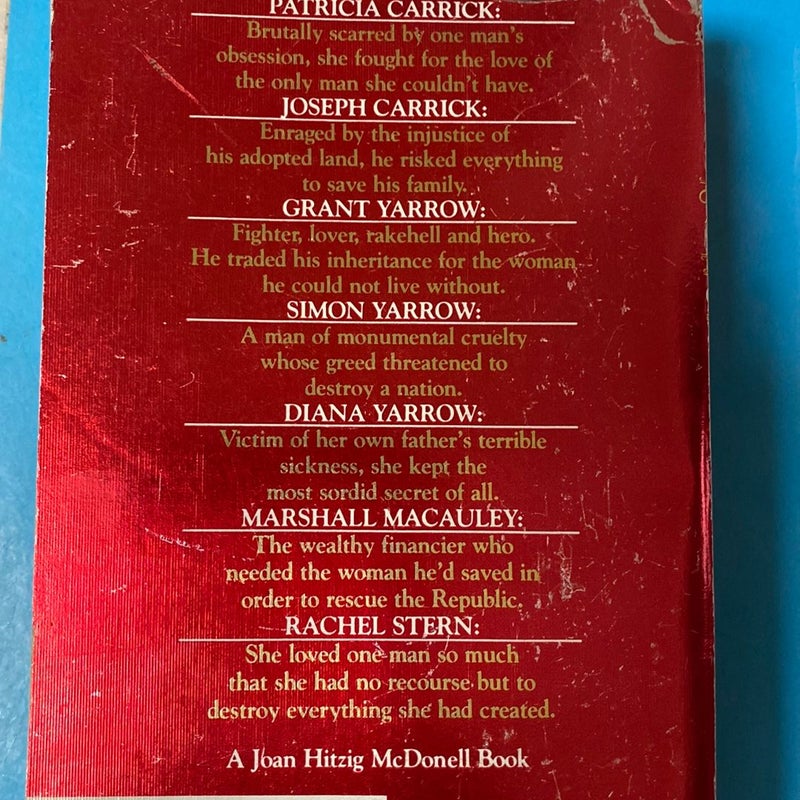 PATRICIA CARRICK:
Brutally scarred by one man's
obsession, she fought for the love of
the only man she couldn't have.
JOSEPH CARRICK:
Enraged by the injustice of
his adopted land, he risked everything
to save his family.
GRANT YARROW:
Fighter, lover, rakehell and hero.
He traded his inheritance for the woman
he could not live without.
SIMON YARROW:
A man of monumental cruelty
whose greed threatened to
destroy a nation.
DIANA YARROW:
Victim of her own father's terrible
sickness, she kept the
most sordid secret of all.
MARSHALL MACAULEY:
The wealthy financier who
needed the woman he'd saved in
order to rescue the Republic.
RACHEL STERN:
She loved one man so much
that she had no recourse but to
destroy everything she had created.
A Joan Hitzig McDonell Book